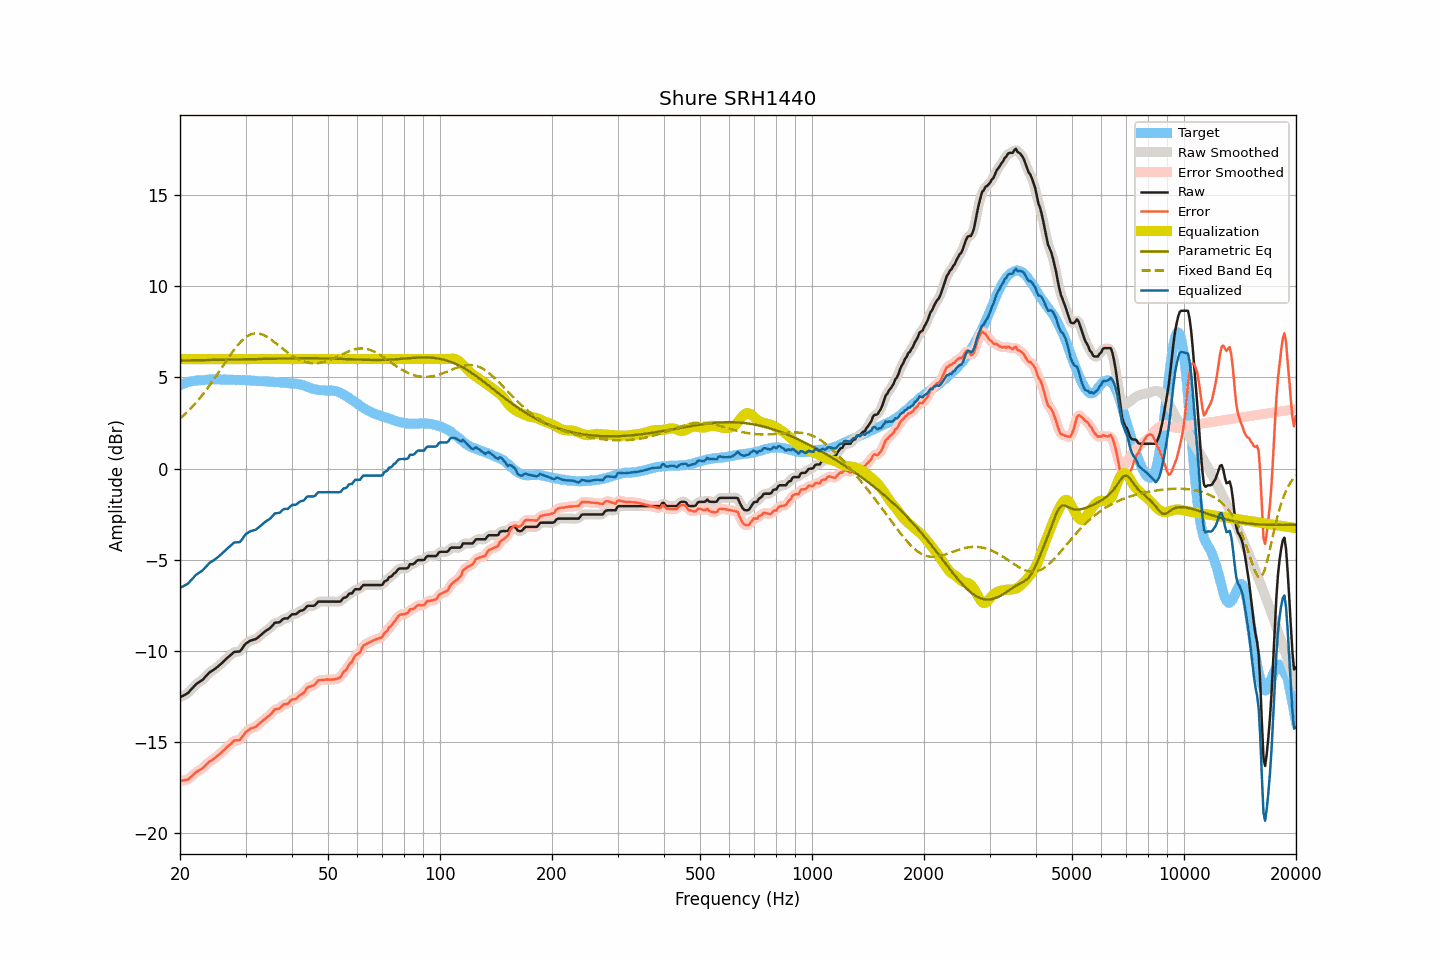 Shure SRH1440
Target
Raw Smoothed
Error Smoothed
Raw
Error
Equalization
Parametric Eq
Fixed Band Eq
Equalized
15
10
5
0
−5
−10
−15
−20
Amplitude (dBr)
20 50 100 200 500 1000 2000 5000 10000 20000
Frequency (Hz)